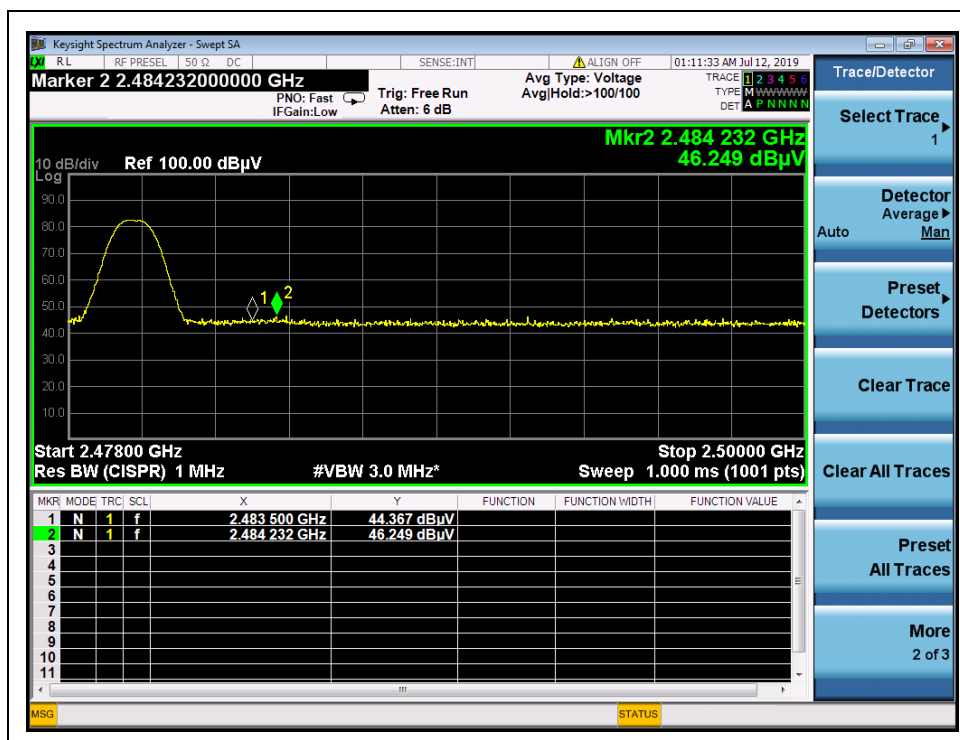 Keysight Spectrum Analyzer - Swept SA
LXI RL RF PRESEL 50 Ω DC SENSE:INT ALIGN OFF 01:11:33 AM Jul 12, 2019
Marker 2 2.484232000000 GHz
PNO: Fast
IFGain:Low
Trig: Free Run
Atten: 6 dB
Avg Type: Voltage
Avg|Hold:>100/100
TRACE 1 2 3 4 5 6
TYPE M WWWWW
DET A P N N N N
Mkr2 2.484 232 GHz
46.249 dBµV
10 dB/div Ref 100.00 dBµV
Log
90.0
80.0
70.0
60.0
50.0
40.0
30.0
20.0
10.0
1 2
Start 2.47800 GHz Stop 2.50000 GHz
Res BW (CISPR) 1 MHz #VBW 3.0 MHz* Sweep 1.000 ms (1001 pts)
MKR MODE TRC SCL X Y FUNCTION FUNCTION WIDTH FUNCTION VALUE
1 N 1 f 2.483 500 GHz 44.367 dBµV
2 N 1 f 2.484 232 GHz 46.249 dBµV
3
4
5
6
7
8
9
10
11
MSG STATUS
Trace/Detector
Select Trace
1
Detector
Average
Auto Man
Preset
Detectors
Clear Trace
Clear All Traces
Preset
All Traces
More
2 of 3